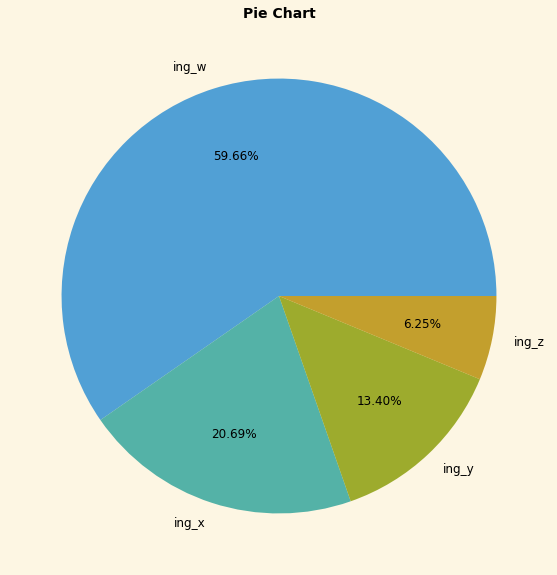 Pie Chart
ing_w
59.66%
6.25%
ing_z
13.40%
20.69%
ing_y
ing_x